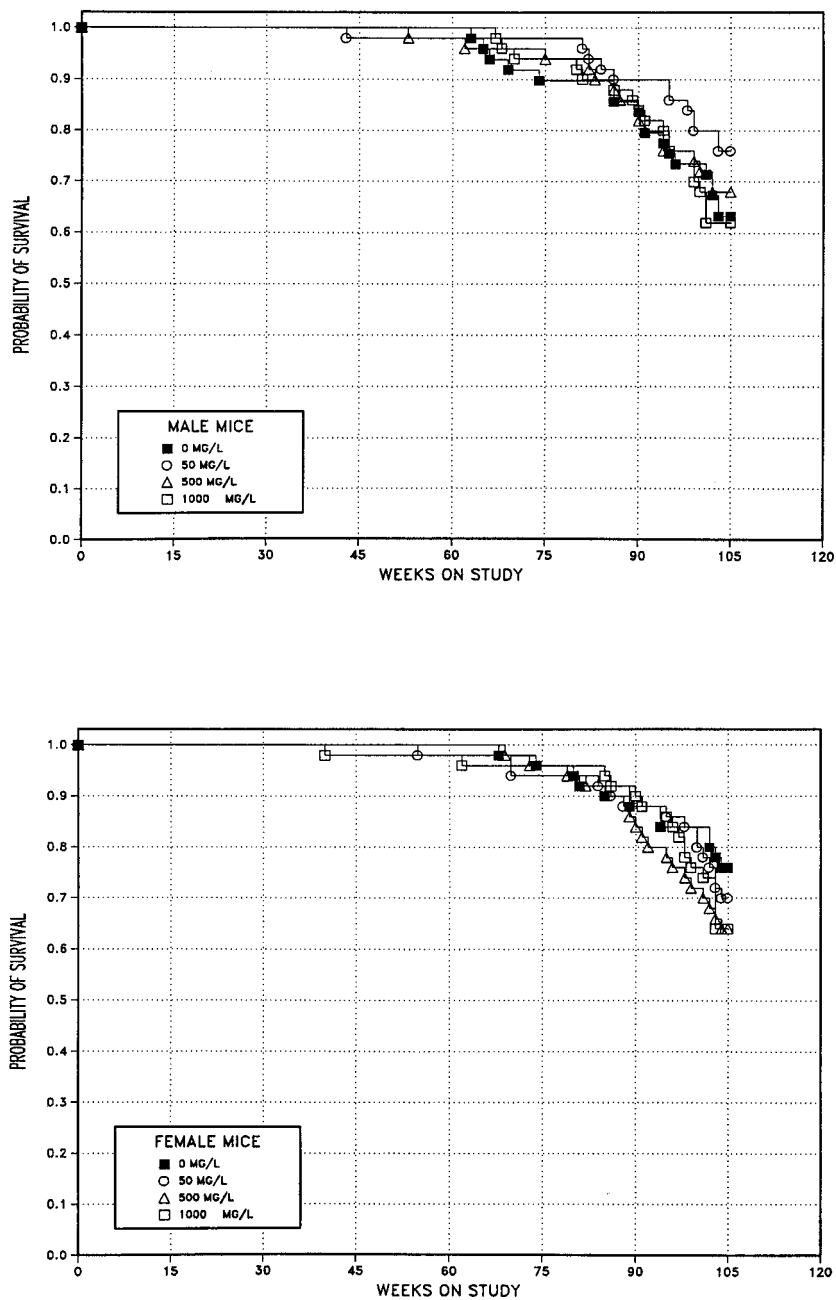 1.0
0.9
0.8
0.7
0.6
0.5
0.4
0.3
0.2
0.1
0.0
PROBABILITY OF SURVIVAL
MALE MICE
0 MG/L
50 MG/L
500 MG/L
1000 MG/L
0 15 30 45 60 75 90 105 120
WEEKS ON STUDY
1.0
0.9
0.8
0.7
0.6
0.5
0.4
0.3
0.2
0.1
0.0
PROBABILITY OF SURVIVAL
FEMALE MICE
0 MG/L
50 MG/L
500 MG/L
1000 MG/L
0 15 30 45 60 75 90 105 120
WEEKS ON STUDY